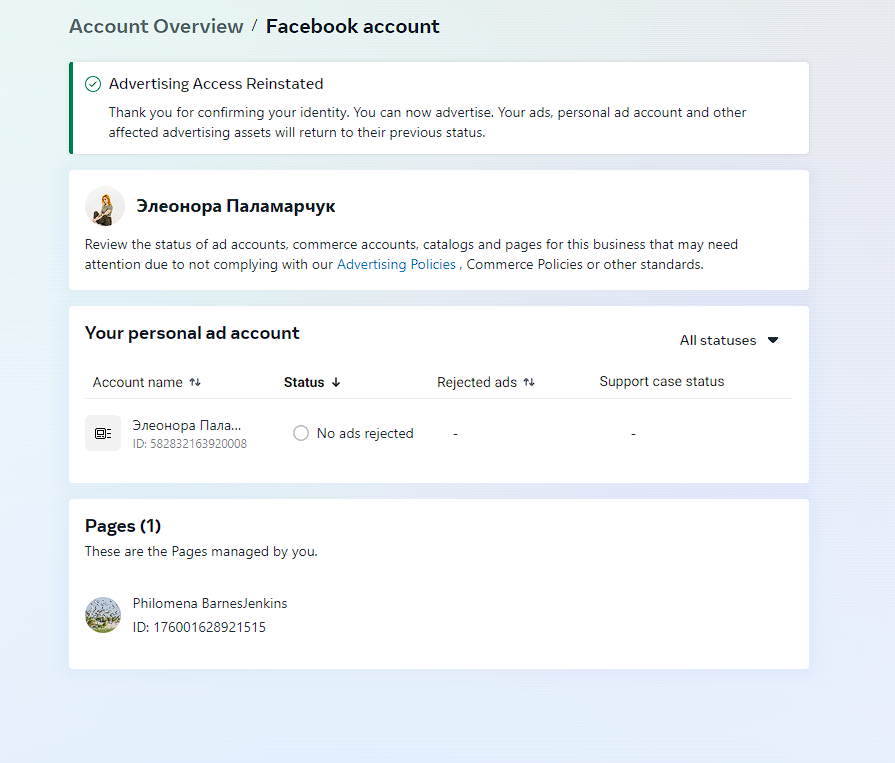 Account Overview / Facebook account
Advertising Access Reinstated
Thank you for confirming your identity. You can now advertise. Your ads, personal ad account and other
affected advertising assets will return to their previous status.
Элеонора Паламарчук
Review the status of ad accounts, commerce accounts, catalogs and pages for this business that may need
attention due to not complying with our Advertising Policies , Commerce Policies or other standards.
Your personal ad account
All statuses
Account name Status Rejected ads Support case status
Элеонора Пала... No ads rejected - -
ID: 582832163920008
Pages (1)
These are the Pages managed by you.
Philomena BarnesJenkins
ID: 176001628921515